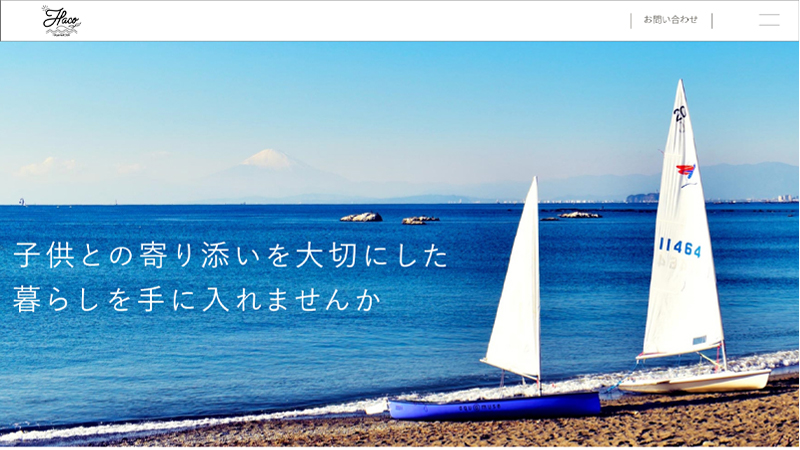 Haco
お問い合わせ
20
11464
子供との寄り添いを大切にした
暮らしを手に入れませんか